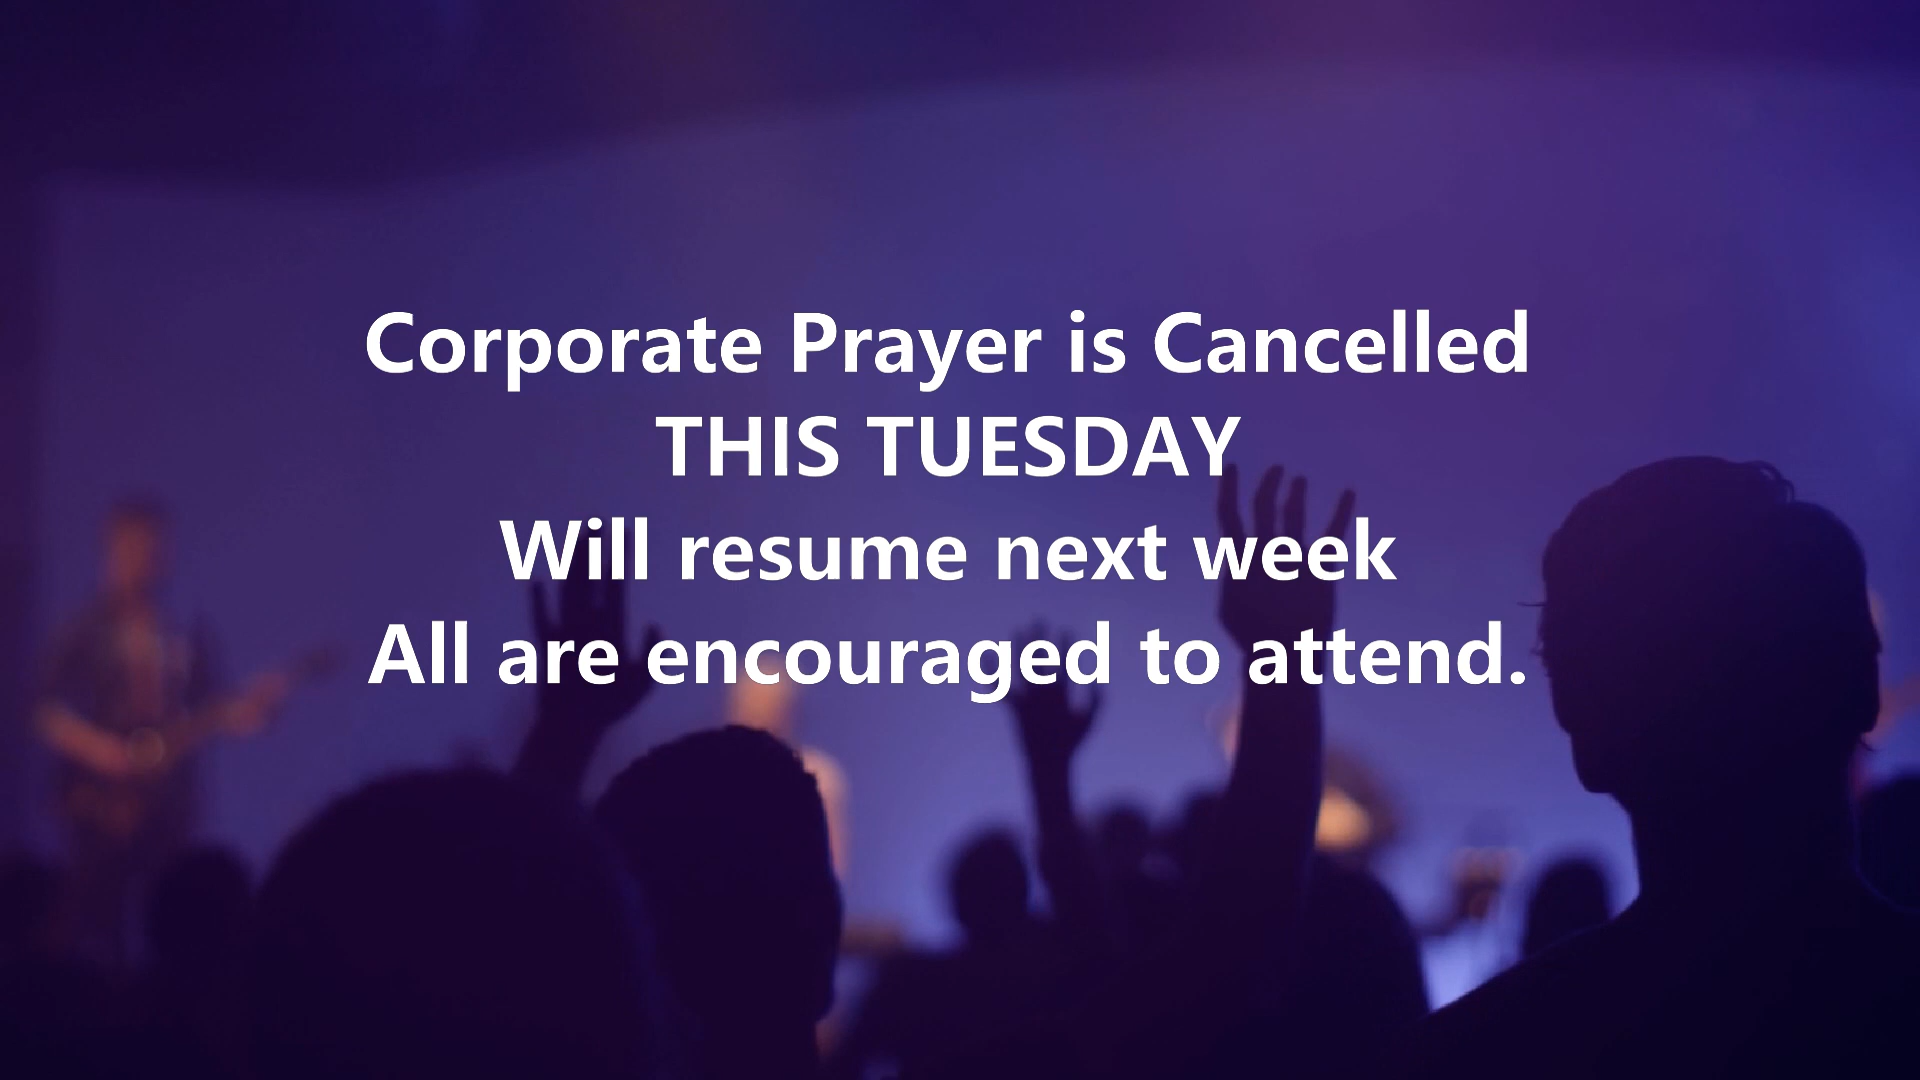 Corporate Prayer is Cancelled
THIS TUESDAY
Will resume next week
All are encouraged to attend.